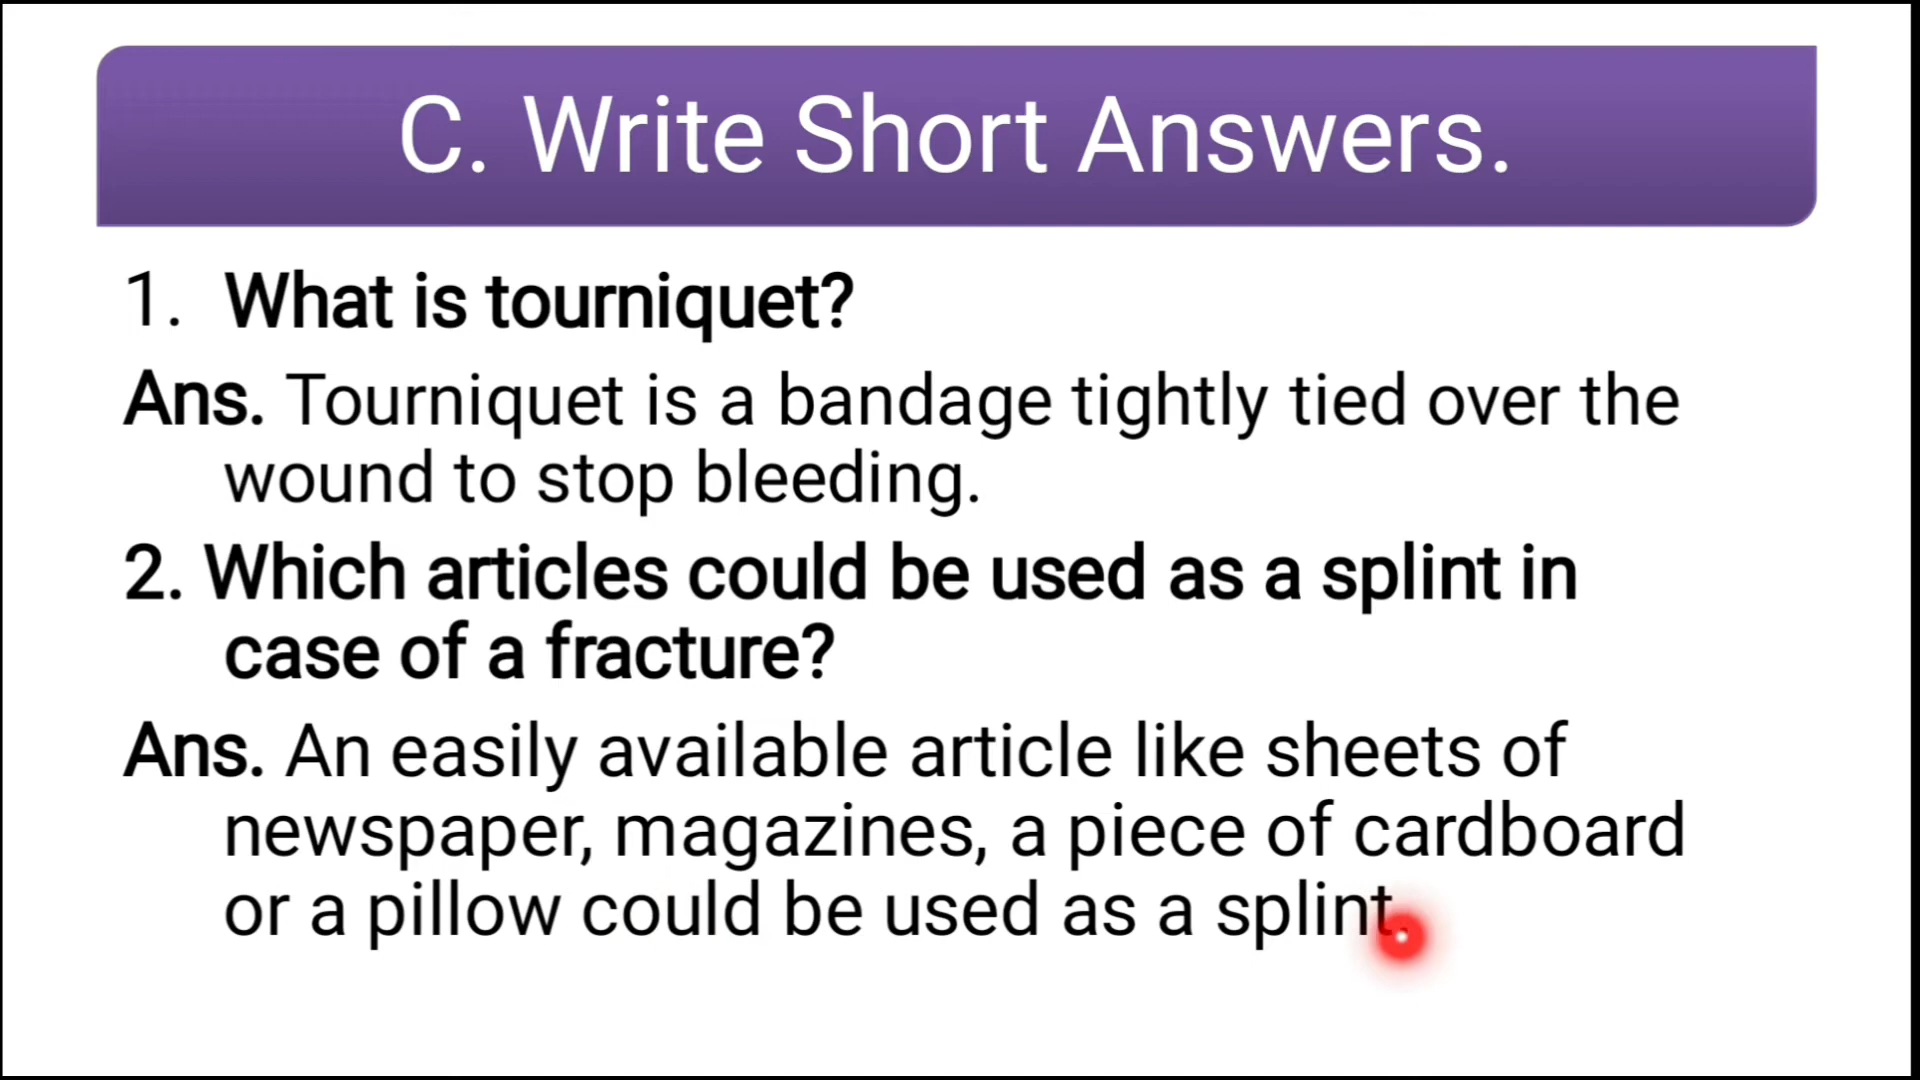 C. Write Short Answers.
1. What is tourniquet?
Ans. Tourniquet is a bandage tightly tied over the
wound to stop bleeding.
2. Which articles could be used as a splint in
case of a fracture?
Ans. An easily available article like sheets of
newspaper, magazines, a piece of cardboard
or a pillow could be used as a splint.